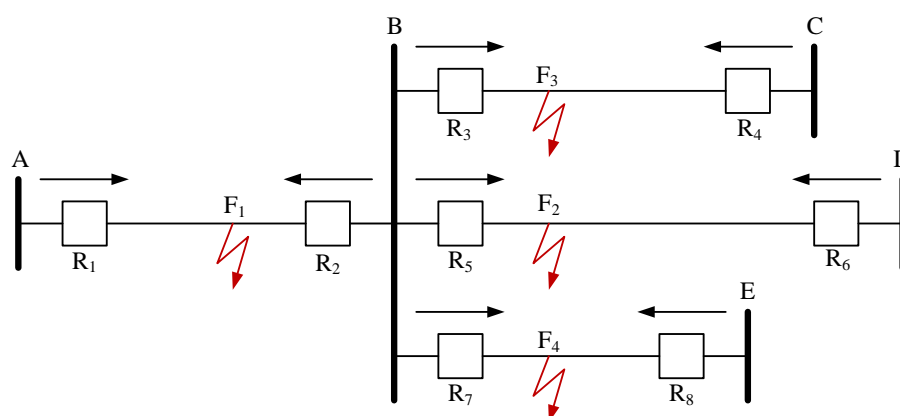 B
C
F₃
R₃
R₄
A
F₁
F₂
R₁
R₂
R₅
R₆
E
F₄
R₇
R₈